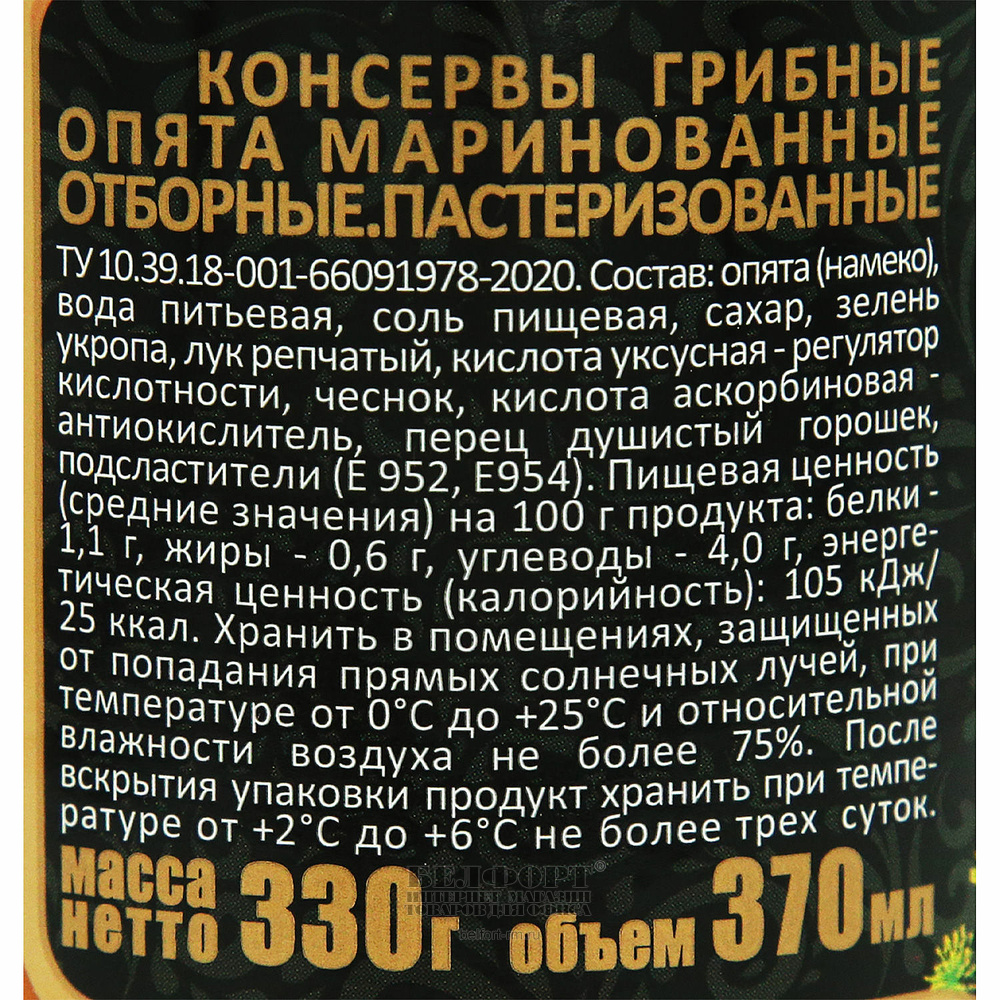 КОНСЕРВЫ ГРИБНЫЕ
ОПЯТА МАРИНОВАННЫЕ
ОТБОРНЫЕ.ПАСТЕРИЗОВАННЫЕ
ТУ 10.39.18-001-66091978-2020. Состав: опята (намеко),
вода питьевая, соль пищевая, сахар, зелень
укропа, лук репчатый, кислота уксусная - регулятор
кислотности, чеснок, кислота аскорбиновая -
антиокислитель, перец душистый горошек,
подсластители (Е 952, Е954). Пищевая ценность
(средние значения) на 100 г продукта: белки -
1,1 г, жиры - 0,6 г, углеводы - 4,0 г, энерге-
тическая ценность (калорийность): 105 кДж/
25 ккал. Хранить в помещениях, защищенных
от попадания прямых солнечных лучей, при
температуре от 0°С до +25°С и относительной
влажности воздуха не более 75%. После
вскрытия упаковки продукт хранить при темпе-
ратуре от +2°С до +6°С не более трех суток.
масса нетто 330г объем 370мл
БЕЛФОРТ®
ИНТЕРНЕТ МАГАЗИН